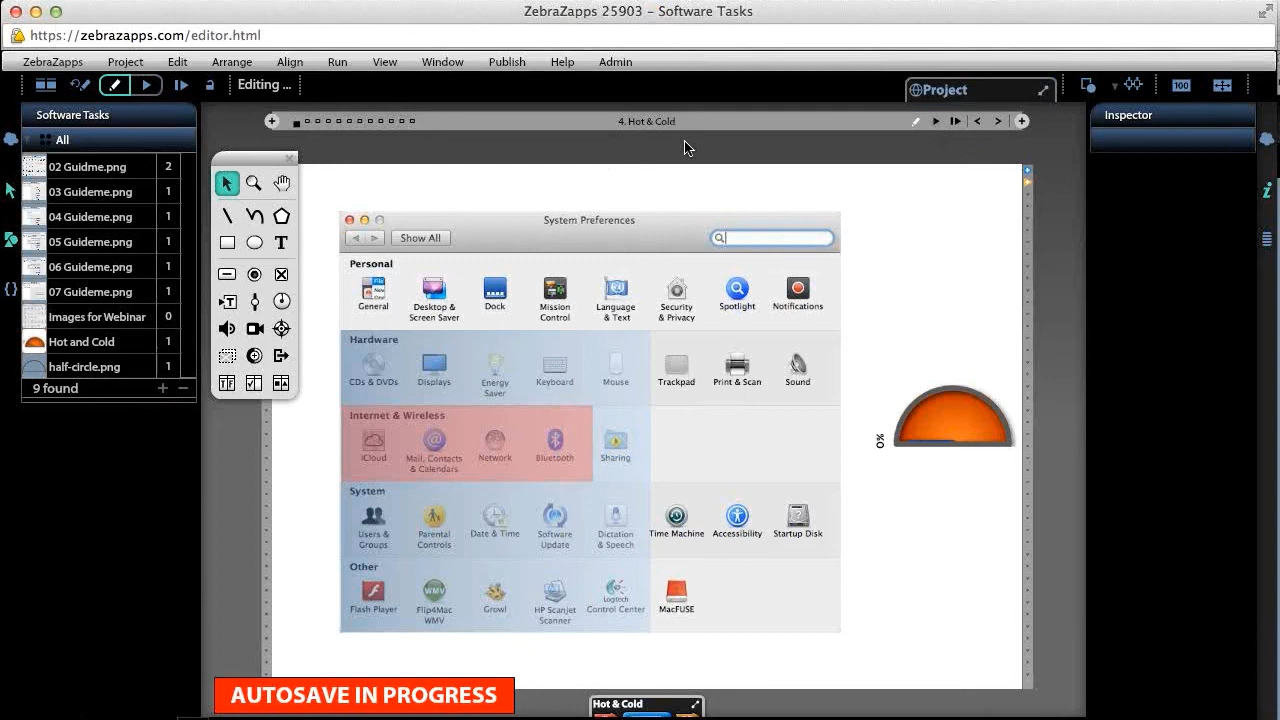 ZebraZapps 25903 – Software Tasks
https://zebrazapps.com/editor.html
ZebraZapps Project Edit Arrange Align Run View Window Publish Help Admin
Editing ...
Project
100
Software Tasks
All
02 Guidme.png 2
03 Guideme.png 1
04 Guideme.png 1
05 Guideme.png 1
06 Guideme.png 1
07 Guideme.png 1
Images for Webinar 0
Hot and Cold 1
half-circle.png 1
9 found
4. Hot & Cold
Inspector
System Preferences
Show All
Personal
General
Desktop &
Screen Saver
Dock
Mission
Control
Language
& Text
Security
& Privacy
Spotlight
Notifications
Hardware
CDs & DVDs
Displays
Energy
Saver
Keyboard
Mouse
Trackpad
Print & Scan
Sound
Internet & Wireless
iCloud
Mail, Contacts
& Calendars
Network
Bluetooth
Sharing
System
Users &
Groups
Parental
Controls
Date & Time
Software
Update
Dictation
& Speech
Time Machine
Accessibility
Startup Disk
Other
Flash Player
Flip4Mac
WMV
Growl
HP Scanjet
Scanner
Logitech
Control Center
MacFUSE
0%
AUTOSAVE IN PROGRESS
Hot & Cold